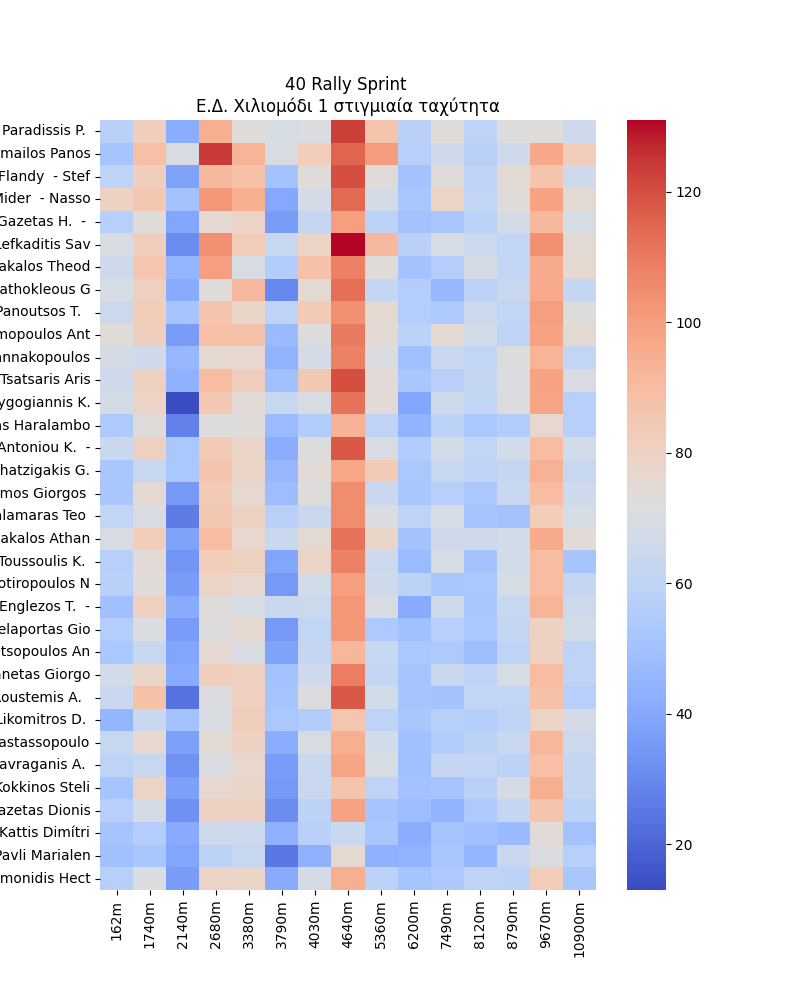 40 Rally Sprint
Ε.Δ. Χιλιομόδι 1 στιγμιαία ταχύτητα
Paradissis P.
mailos Panos
Flandy - Stef
Mider - Nasso
Gazetas H. -
Lefkaditis Sav
akalos Theod
athokleous G
Panoutsos T.
mopoulos Ant
annakopoulos
Tsatsaris Aris
ygogiannis K.
as Haralambo
Antoniou K. -
hatzigakis G.
mos Giorgos
alamaras Teo
akalos Athan
Toussoulis K.
otiropoulos N
Englezos T. -
elaportas Gio
tsopoulos An
netas Giorgo
oustemis A.
Likomitros D.
astassopoulo
avraganis A.
Kokkinos Steli
azetas Dionis
Kattis Dimítri
Pavli Marialen
monidis Hect
162m
1740m
2140m
2680m
3380m
3790m
4030m
4640m
5360m
6200m
7490m
8120m
8790m
9670m
10900m
120
100
80
60
40
20